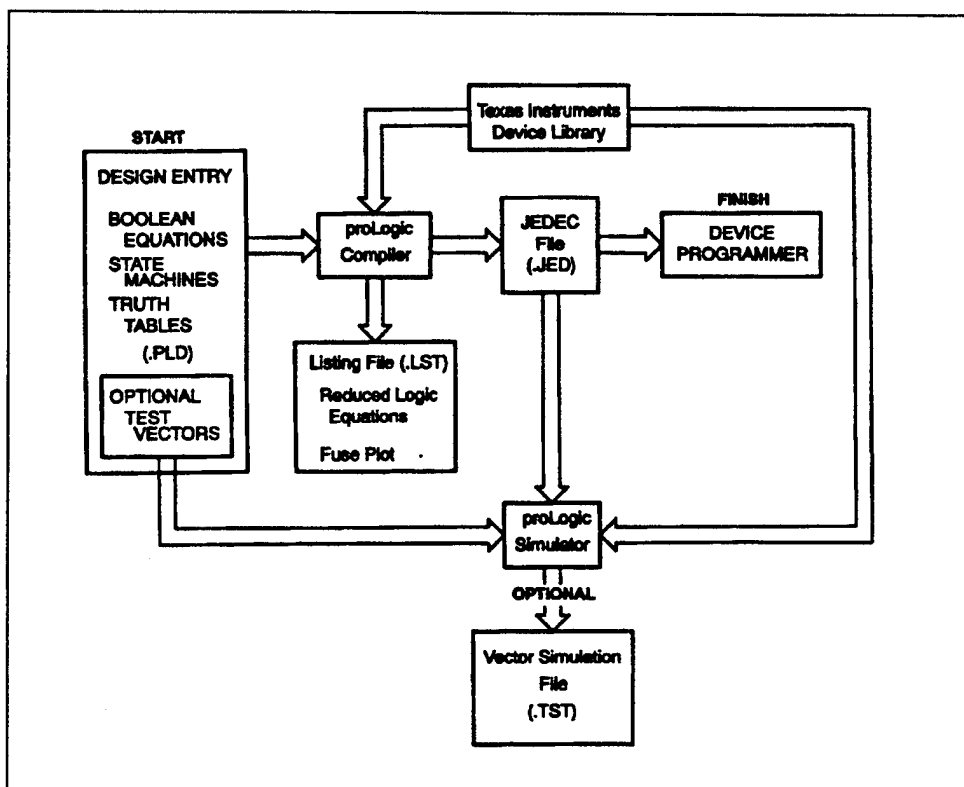 Texas Instruments
Device Library
START
DESIGN ENTRY
BOOLEAN
EQUATIONS
STATE
MACHINES
TRUTH
TABLES
(.PLD)
OPTIONAL
TEST
VECTORS
proLogic
Compiler
JEDEC
File
(.JED)
FINISH
DEVICE
PROGRAMMER
Listing File (.LST)
Reduced Logic
Equations
Fuse Plot
proLogic
Simulator
OPTIONAL
Vector Simulation
File
(.TST)